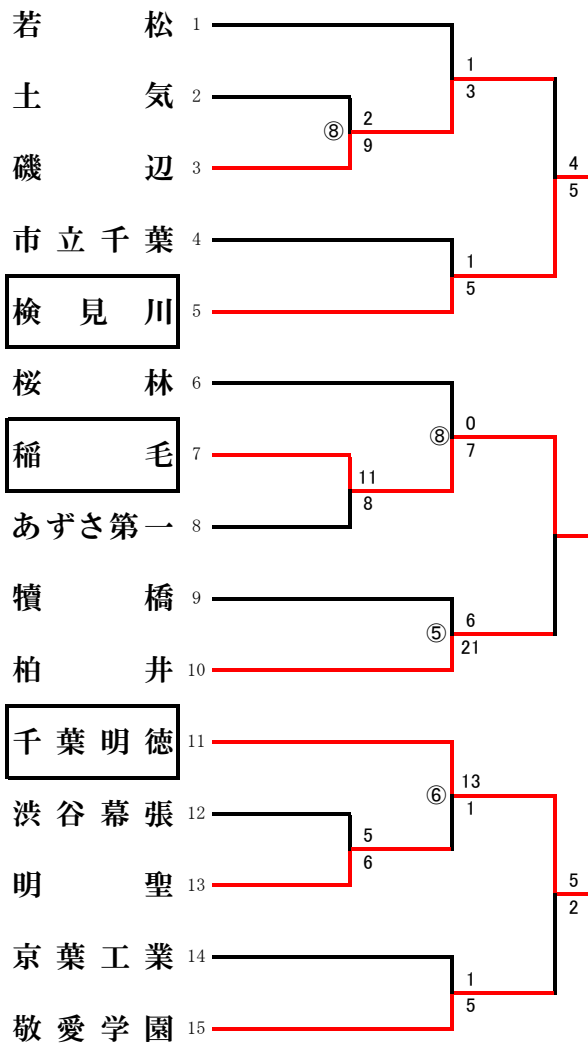 若松 1
1
3
土気 2
⑧ 2
9
磯辺 3
4
5
市立千葉 4
1
5
検見川 5
桜林 6
⑧ 0
7
稲毛 7
11
8
あずさ第一 8
犢橋 9
⑤ 6
21
柏井 10
千葉明徳 11
⑥ 13
1
渋谷幕張 12
5
6
明聖 13
5
2
京葉工業 14
1
5
敬愛学園 15